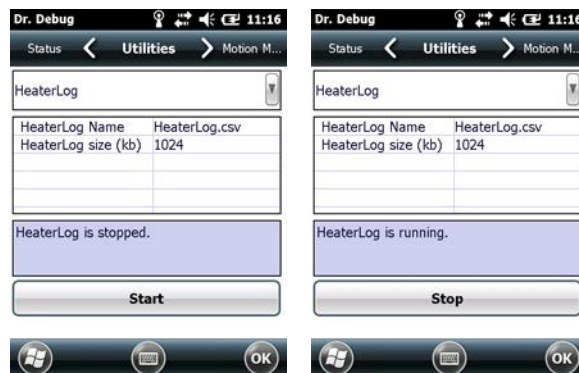 Dr. Debug 11:16
Status Utilities Motion M...
HeaterLog
HeaterLog Name HeaterLog.csv
HeaterLog size (kb) 1024
HeaterLog is stopped.
Start
OK
Dr. Debug 11:16
Status Utilities Motion M...
HeaterLog
HeaterLog Name HeaterLog.csv
HeaterLog size (kb) 1024
HeaterLog is running.
Stop
OK